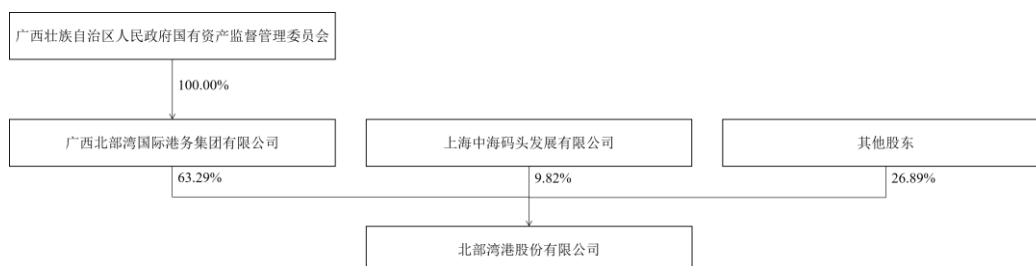 广西壮族自治区人民政府国有资产监督管理委员会
100.00%
广西北部湾国际港务集团有限公司
上海中海码头发展有限公司
其他股东
63.29%
9.82%
26.89%
北部湾港股份有限公司